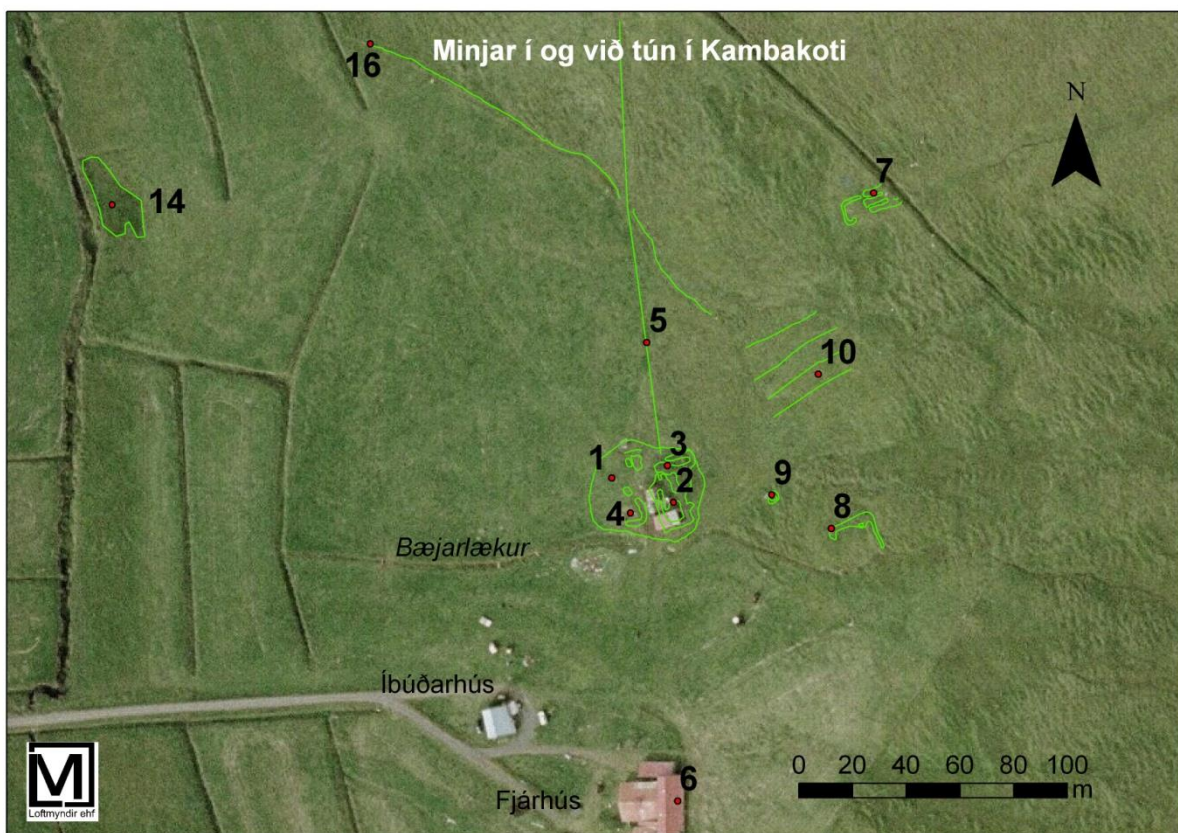 Minjar í og við tún í Kambakoti
16
N
7
14
5
10
3
1
2
9
4
8
Bæjarlækur
Íbúðarhús
0 20 40 60 80 100
m
6
Fjárhús
M
Loftmyndir ehf